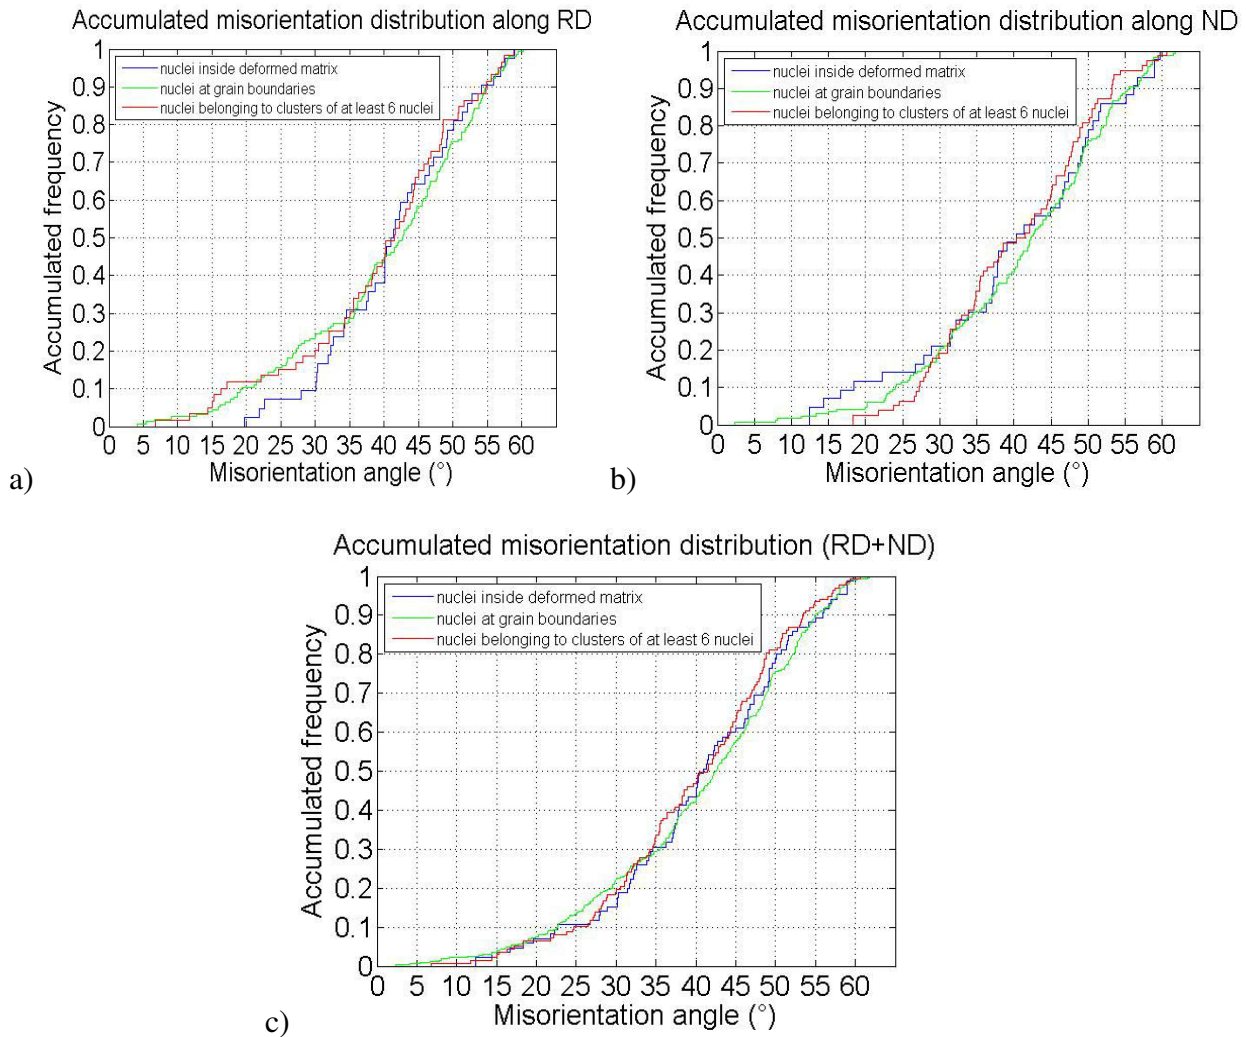 Accumulated misorientation distribution along RD
1
0.9
0.8
0.7
0.6
0.5
0.4
0.3
0.2
0.1
0
Accumulated frequency
nuclei inside deformed matrix
nuclei at grain boundaries
nuclei belonging to clusters of at least 6 nuclei
0 5 10 15 20 25 30 35 40 45 50 55 60
Misorientation angle (°)
a)
Accumulated misorientation distribution along ND
1
0.9
0.8
0.7
0.6
0.5
0.4
0.3
0.2
0.1
0
Accumulated frequency
nuclei inside deformed matrix
nuclei at grain boundaries
nuclei belonging to clusters of at least 6 nuclei
0 5 10 15 20 25 30 35 40 45 50 55 60
Misorientation angle (°)
b)
Accumulated misorientation distribution (RD+ND)
1
0.9
0.8
0.7
0.6
0.5
0.4
0.3
0.2
0.1
0
Accumulated frequency
nuclei inside deformed matrix
nuclei at grain boundaries
nuclei belonging to clusters of at least 6 nuclei
0 5 10 15 20 25 30 35 40 45 50 55 60
Misorientation angle (°)
c)